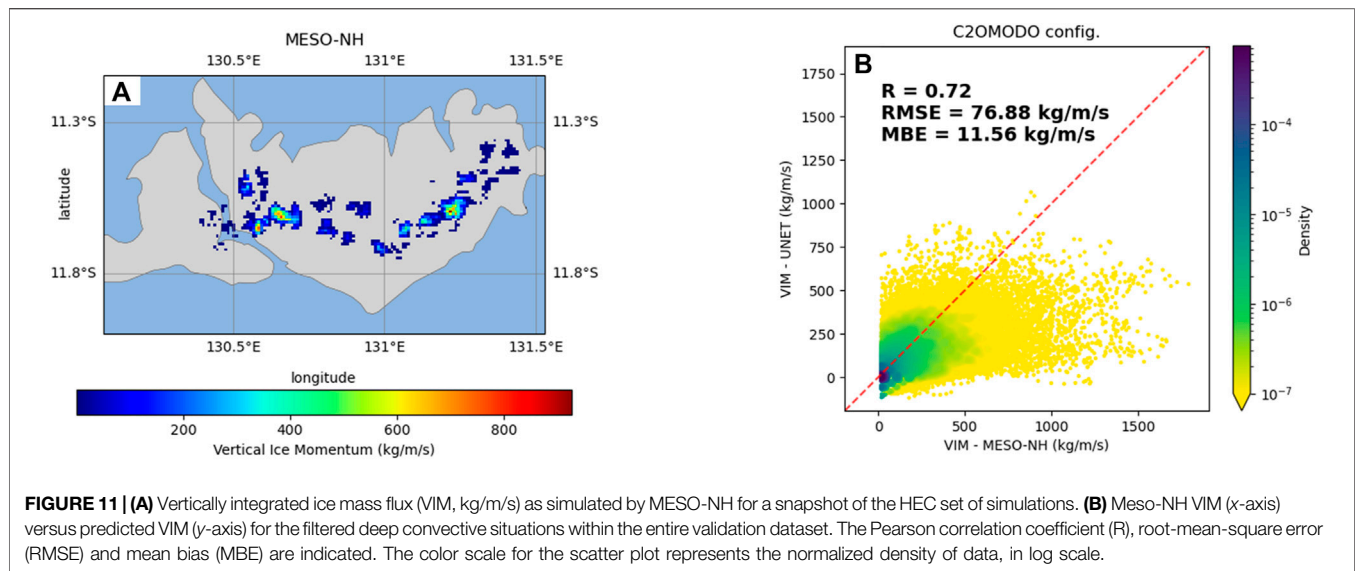 MESO-NH
130.5°E 131°E 131.5°E
A
11.3°S 11.3°S
latitude
11.8°S 11.8°S
130.5°E 131°E 131.5°E
longitude
200 400 600 800
Vertical Ice Momentum (kg/m/s)
C2OMODO config.
B
R = 0.72
RMSE = 76.88 kg/m/s
MBE = 11.56 kg/m/s
1750
1500
1250
1000
750
500
250
0
VIM - UNET (kg/m/s)
0 500 1000 1500
VIM - MESO-NH (kg/m/s)
10⁻⁴
10⁻⁵
10⁻⁶
10⁻⁷
Density
FIGURE 11 | (A) Vertically integrated ice mass flux (VIM, kg/m/s) as simulated by MESO-NH for a snapshot of the HEC set of simulations. (B) Meso-NH VIM (x-axis)
versus predicted VIM (y-axis) for the filtered deep convective situations within the entire validation dataset. The Pearson correlation coefficient (R), root-mean-square error
(RMSE) and mean bias (MBE) are indicated. The color scale for the scatter plot represents the normalized density of data, in log scale.